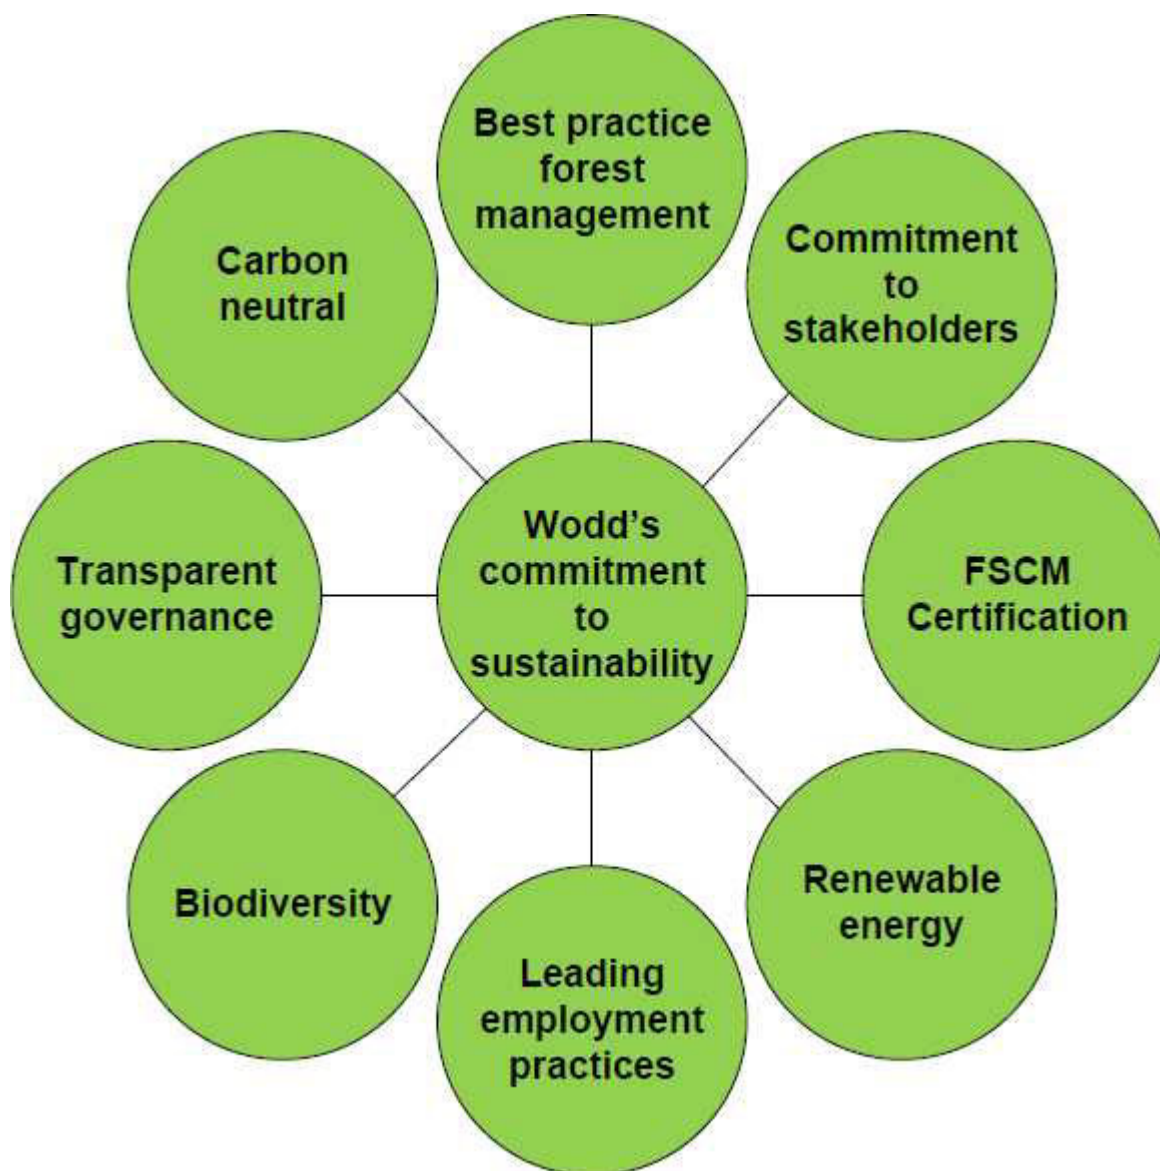 Best practice
forest
management
Commitment
to
stakeholders
FSCM
Certification
Renewable
energy
Leading
employment
practices
Biodiversity
Transparent
governance
Carbon
neutral
Wodd's
commitment
to
sustainability